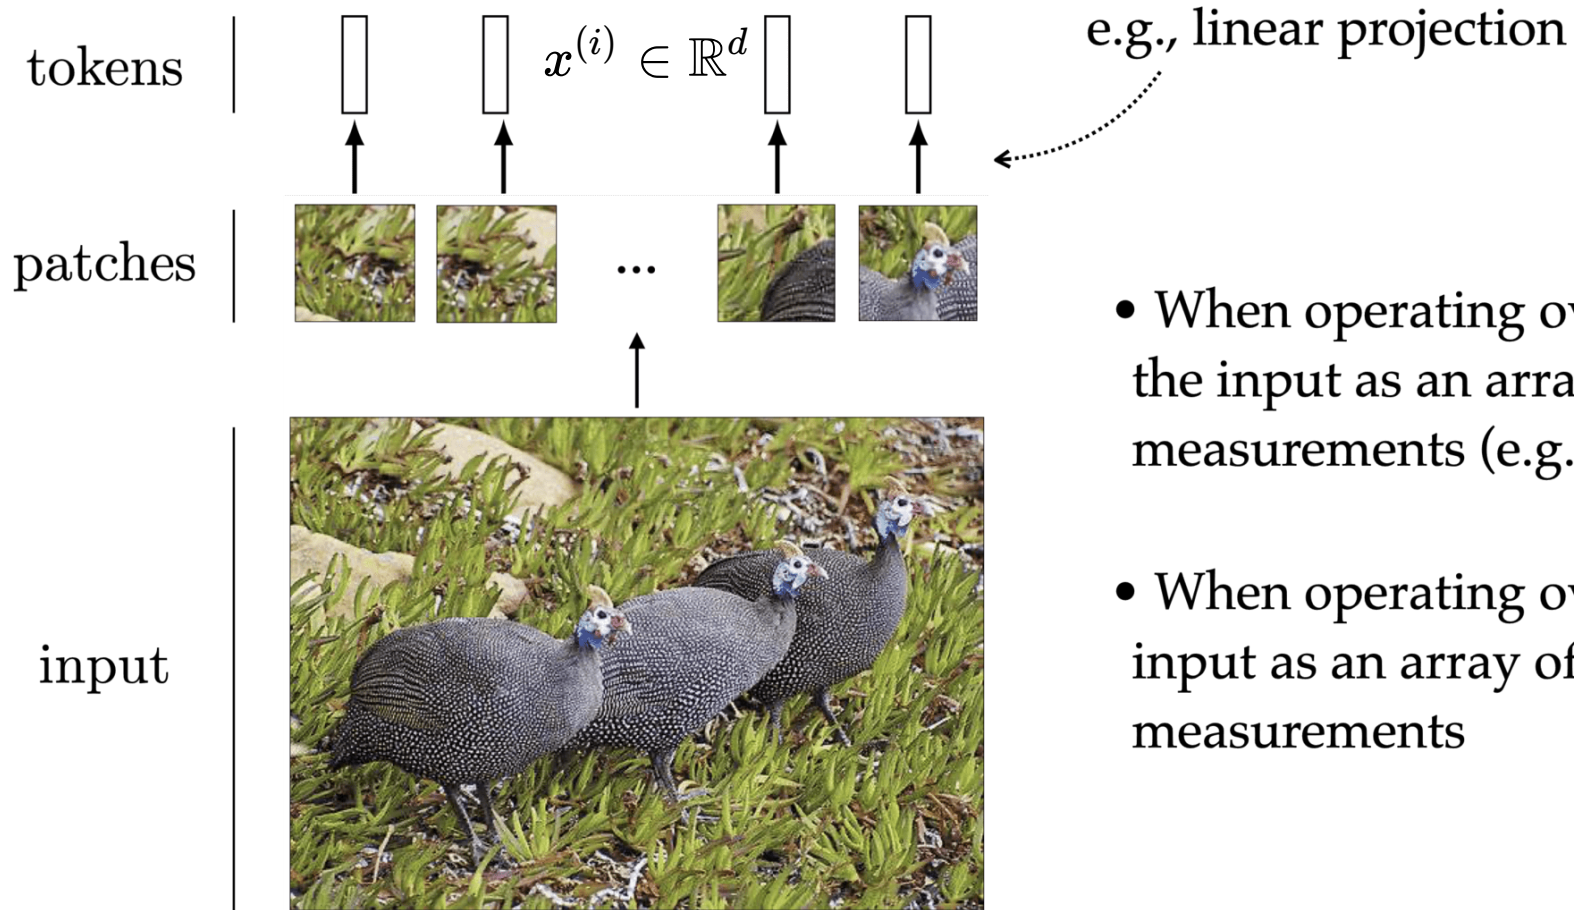 tokens
x^{(i)} ∈ ℝ^d
e.g., linear projection
patches
...
input
• When operating
the input as an
measurements (e.g.
• When operating
input as an array of
measurements